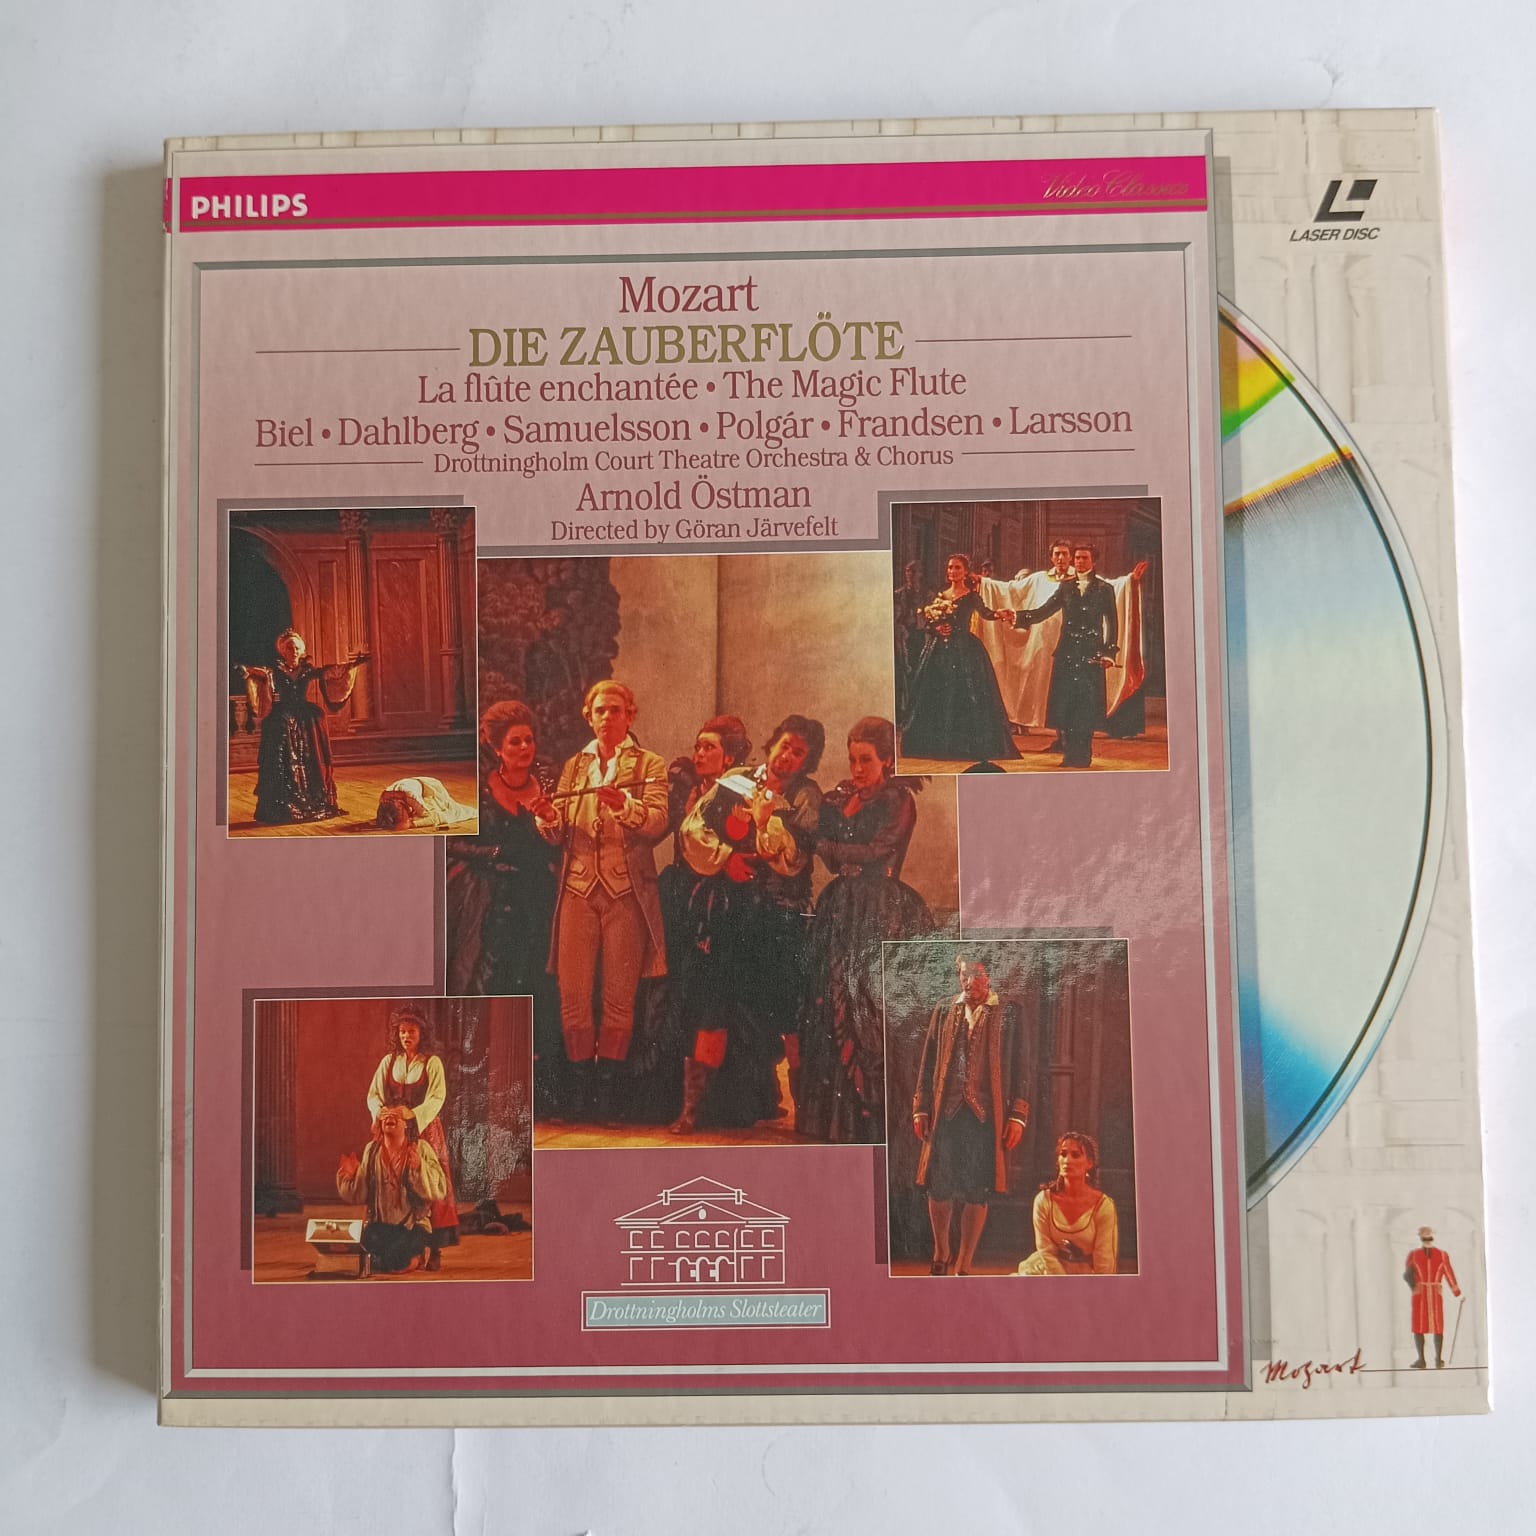 PHILIPS
Video Classics
LASER DISC
Mozart
DIE ZAUBERFLÖTE
La flûte enchantée • The Magic Flute
Biel • Dahlberg • Samuelsson • Polgár • Frandsen • Larsson
Drottningholm Court Theatre Orchestra & Chorus
Arnold Östman
Directed by Göran Järvefelt
Drottningholms Slottsteater
Mozart